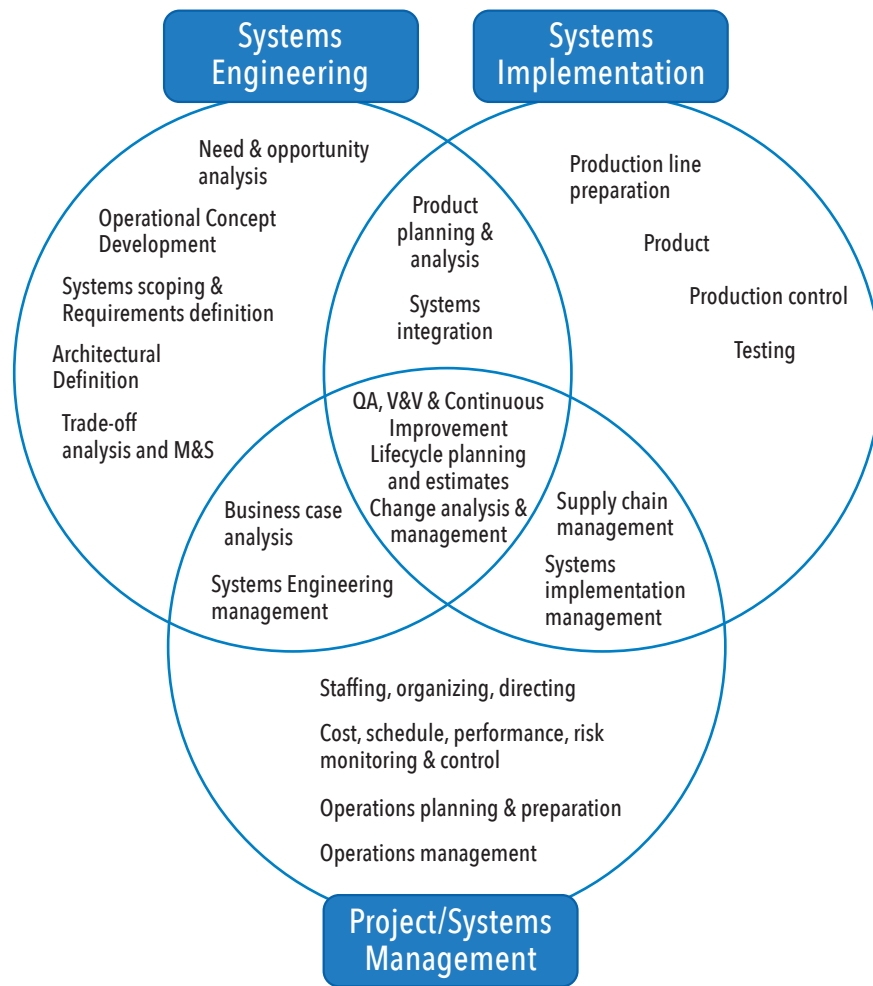 Systems
Engineering
Systems
Implementation
Need & opportunity
analysis
Operational Concept
Development
Systems scoping &
Requirements definition
Architectural
Definition
Trade-off
analysis and M&S
Product
planning &
analysis
Systems
integration
Production line
preparation
Product
Production control
Testing
QA, V&V & Continuous
Improvement
Lifecycle planning
and estimates
Change analysis &
management
Business case
analysis
Systems Engineering
management
Supply chain
management
Systems
implementation
management
Staffing, organizing, directing
Cost, schedule, performance, risk
monitoring & control
Operations planning & preparation
Operations management
Project/Systems
Management